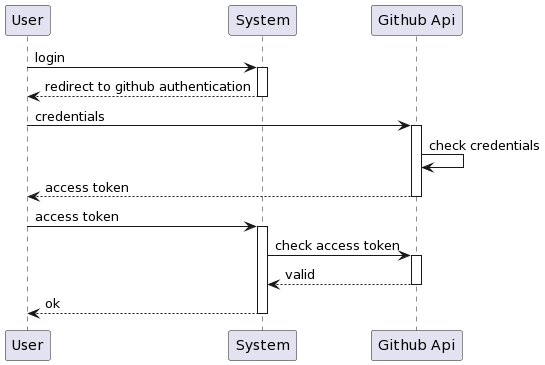 User System Github Api
login
redirect to github authentication
credentials
check credentials
access token
access token
check access token
valid
ok
User System Github Api